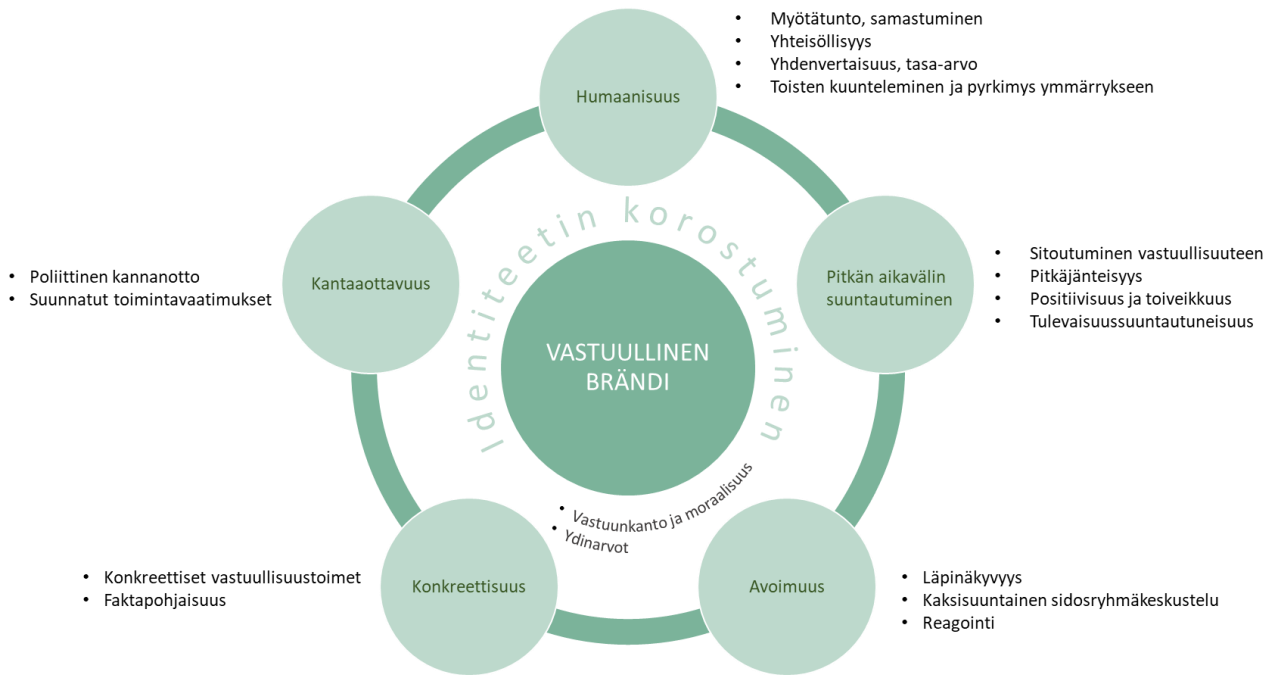 Humaanisuus
• Myötätunto, samastuminen
• Yhteisöllisyys
• Yhdenvertaisuus, tasa-arvo
• Toisten kuunteleminen ja pyrkimys ymmärrykseen
Kantaaottavuus
• Poliittinen kannanotto
• Suunnatut toimintavaatimukset
Pitkän aikavälin
suuntautuminen
• Sitoutuminen vastuullisuuteen
• Pitkäjänteisyys
• Positiivisuus ja toiveikkuus
• Tulevaisuussuuntautuneisuus
Identiteetin korostuminen
VASTUULLINEN
BRÄNDI
• Vastuunkanto ja moraalisuus
• Ydinarvot
Konkreettisuus
• Konkreettiset vastuullisuustoimet
• Faktapohjaisuus
Avoimuus
• Läpinäkyvyys
• Kaksisuuntainen sidosryhmäkeskustelu
• Reagointi